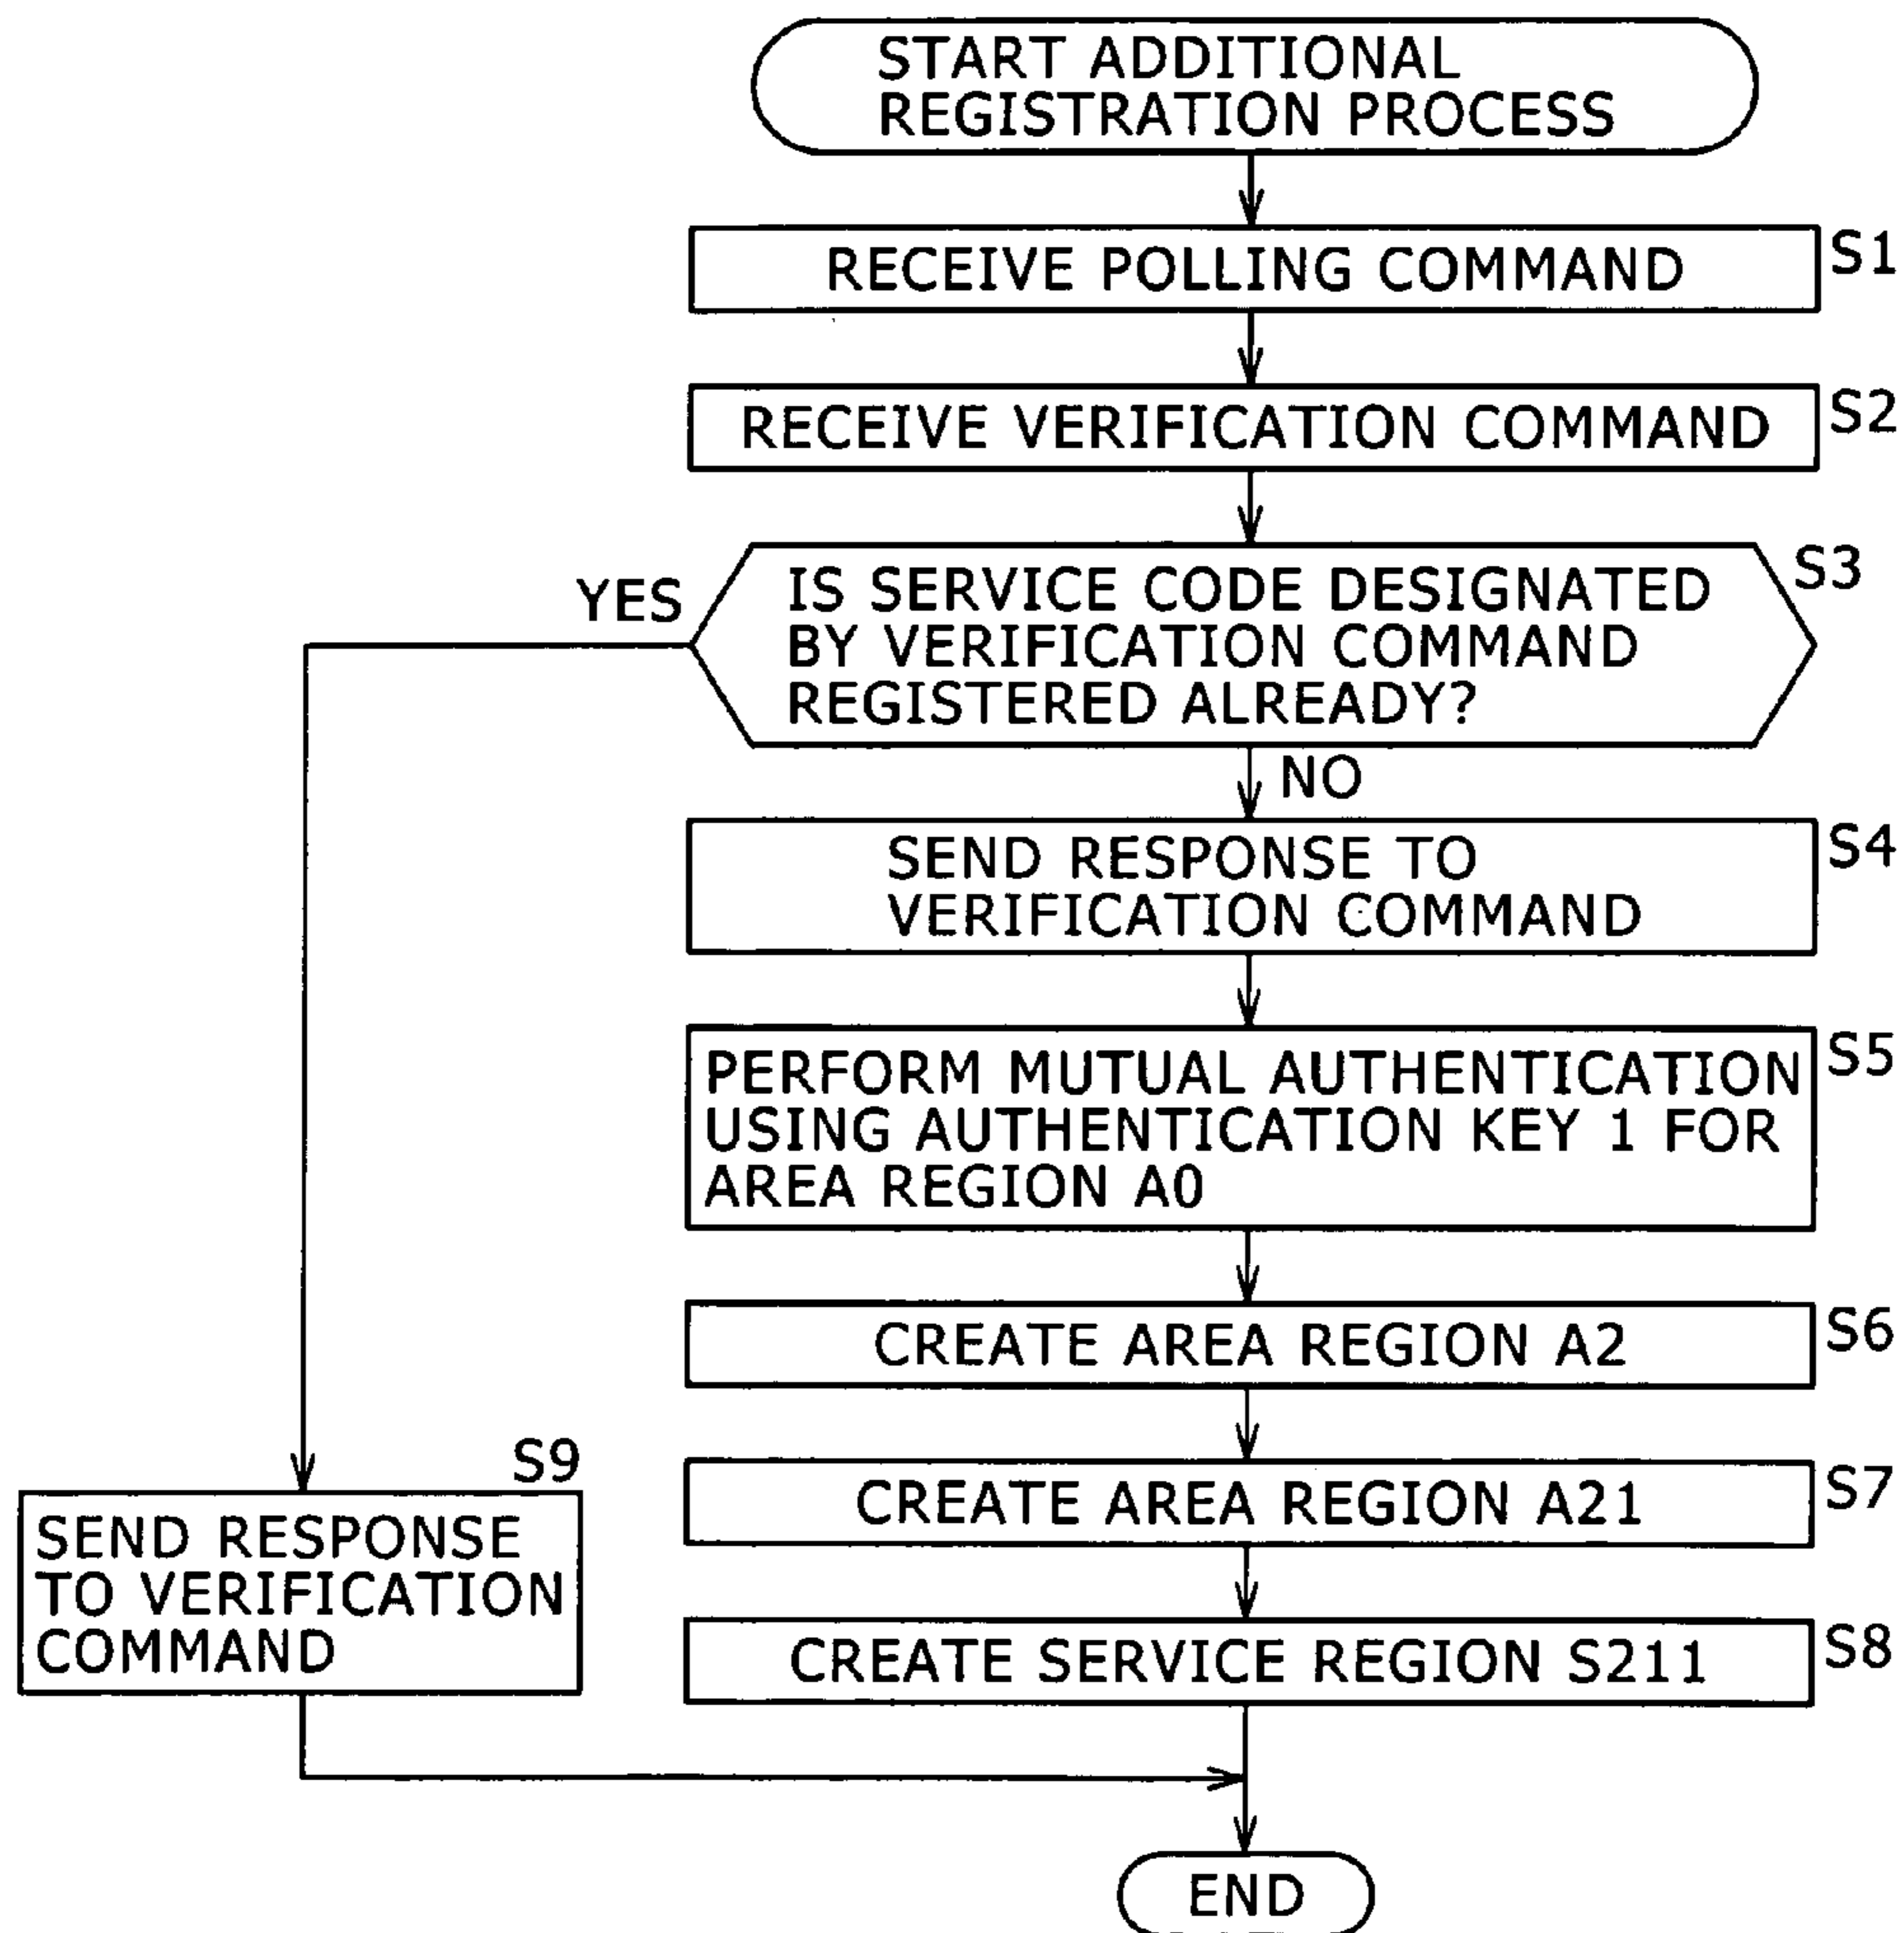 START ADDITIONAL
REGISTRATION PROCESS
RECEIVE POLLING COMMAND
S1
RECEIVE VERIFICATION COMMAND
S2
YES
IS SERVICE CODE DESIGNATED
BY VERIFICATION COMMAND
REGISTERED ALREADY?
S3
NO
SEND RESPONSE TO
VERIFICATION COMMAND
S4
PERFORM MUTUAL AUTHENTICATION
USING AUTHENTICATION KEY 1 FOR
AREA REGION A0
S5
CREATE AREA REGION A2
S6
CREATE AREA REGION A21
S7
S9
SEND RESPONSE
TO VERIFICATION
COMMAND
CREATE SERVICE REGION S211
S8
END